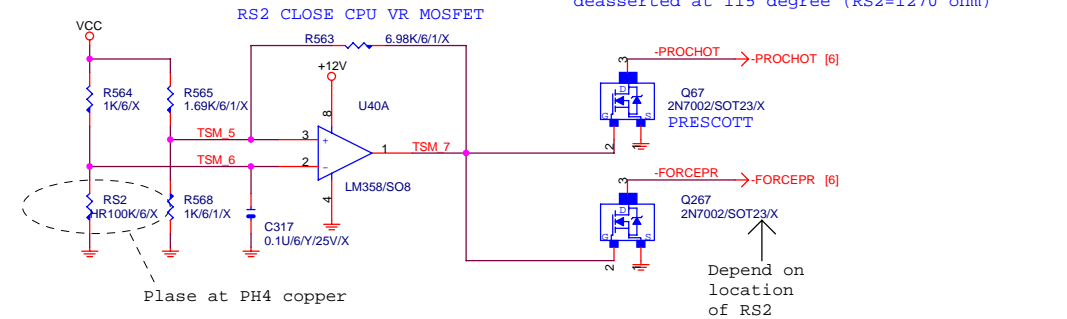 deasserted at 115 degree (RS2=1270 ohm)
RS2 CLOSE CPU VR MOSFET
VCC
R563
6.98K/6/1/X
+12V
R564
1K/6/X
R565
1.69K/6/1/X
U40A
8
TSM_5
3
+
TSM_6
2
-
1
TSM_7
4
LM358/SO8
RS2
HR100K/6/X
R568
1K/6/1/X
C317
0.1U/6/Y/25V/X
Plase at PH4 copper
-PROCHOT
-PROCHOT [6]
3
D
G
S
2
1
Q67
2N7002/SOT23/X
PRESCOTT
-FORCEPR
-FORCEPR [6]
3
D
G
S
2
1
Q267
2N7002/SOT23/X
Depend on
location
of RS2